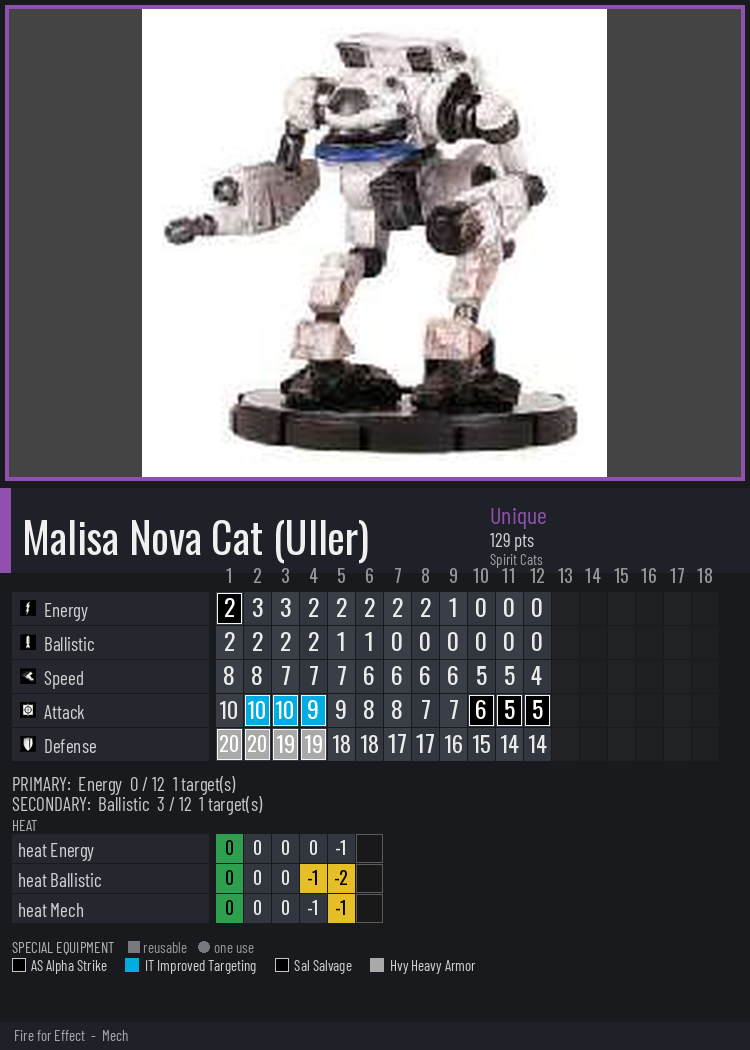 Malisa Nova Cat (Uller)
Unique
129 pts
Spirit Cats
1 2 3 4 5 6 7 8 9 10 11 12 13 14 15 16 17 18
Energy 2 3 3 2 2 2 2 2 1 0 0 0
Ballistic 2 2 2 2 1 1 0 0 0 0 0 0
Speed 8 8 7 7 7 6 6 6 6 5 5 4
Attack 10 10 10 9 9 8 8 7 7 6 5 5
Defense 20 20 19 19 18 18 17 17 16 15 14 14
PRIMARY: Energy 0 / 12 1 target(s)
SECONDARY: Ballistic 3 / 12 1 target(s)
HEAT
heat Energy 0 0 0 0 -1
heat Ballistic 0 0 0 -1 -2
heat Mech 0 0 0 -1 -1
SPECIAL EQUIPMENT reusable one use
AS Alpha Strike IT Improved Targeting Sal Salvage Hvy Heavy Armor
Fire for Effect - Mech